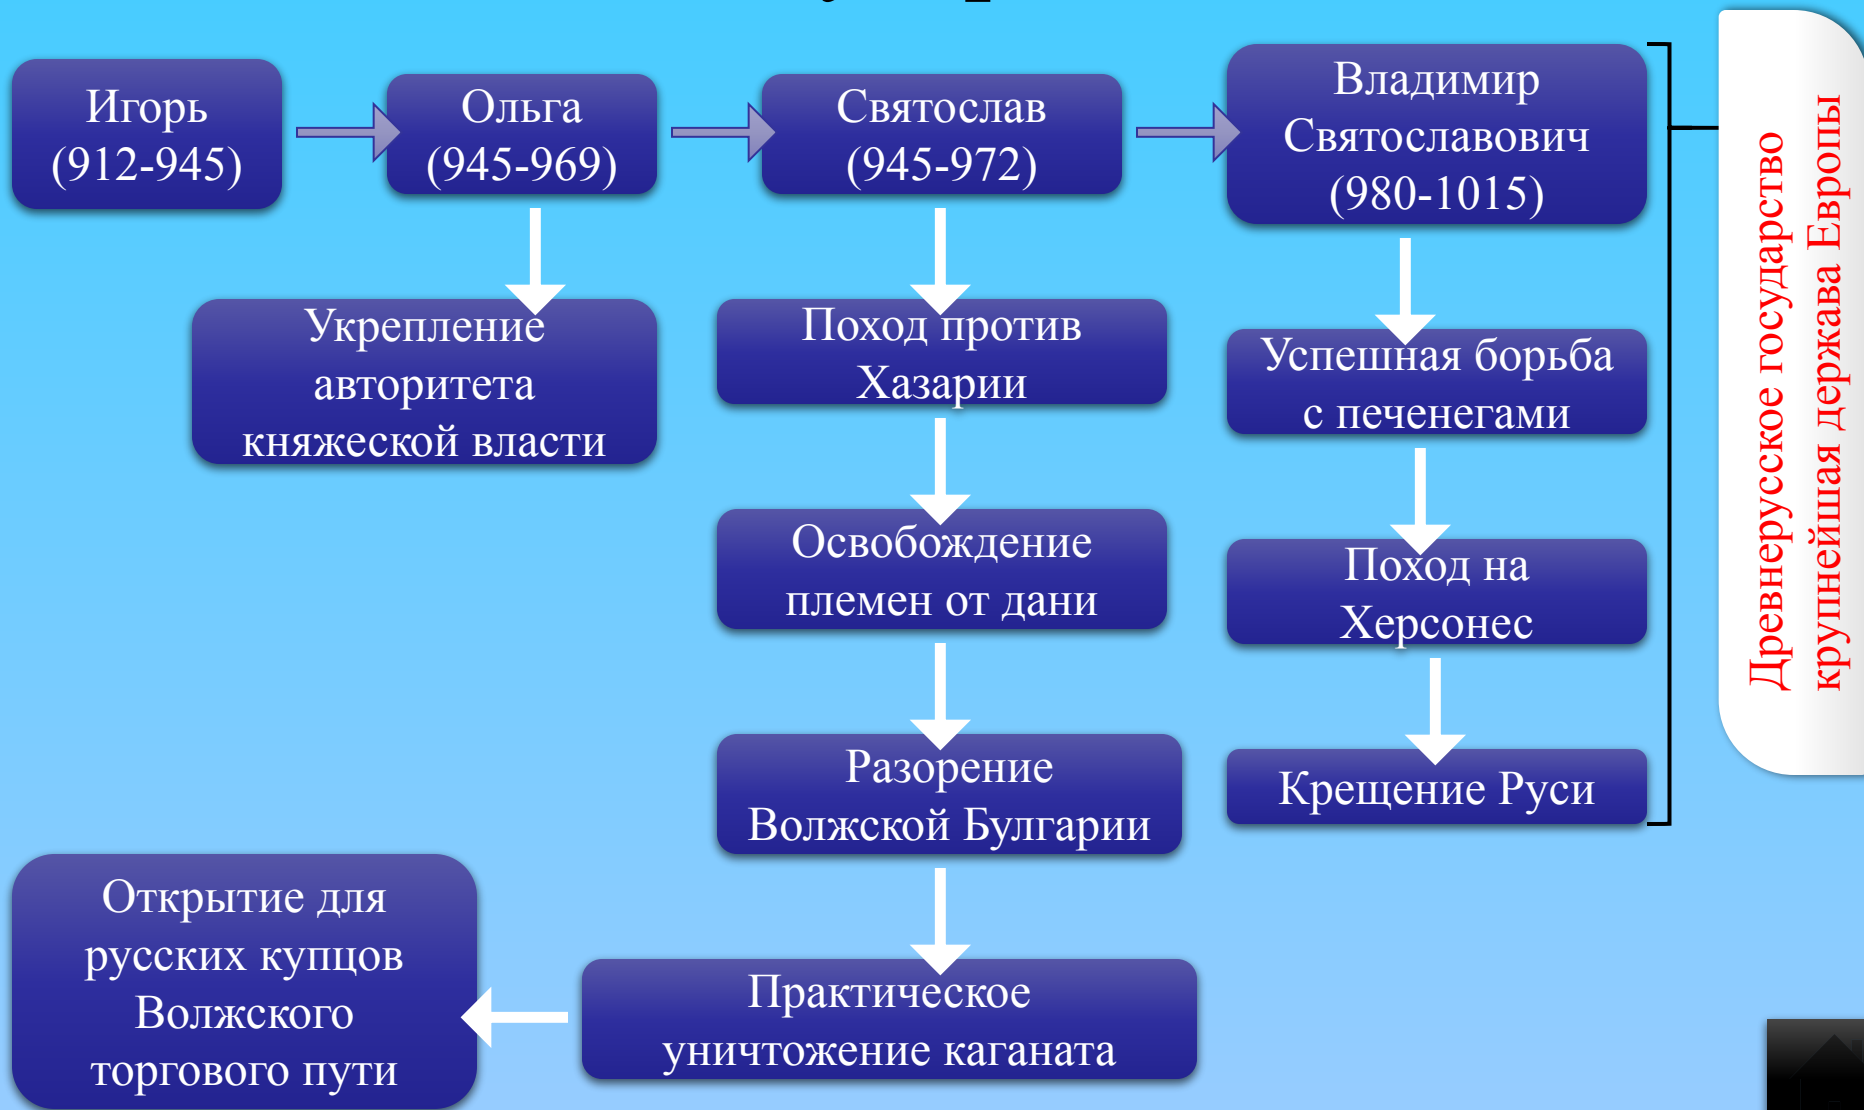 Игорь
(912-945)
Ольга
(945-969)
Святослав
(945-972)
Владимир
Святославович
(980-1015)
Укрепление
авторитета
княжеской власти
Поход против
Хазарии
Освобождение
племен от дани
Разорение
Волжской Булгарии
Практическое
уничтожение каганата
Открытие для
русских купцов
Волжского
торгового пути
Успешная борьба
с печенегами
Поход на
Херсонес
Крещение Руси
Древнерусское государство
крупнейшая держава Европы